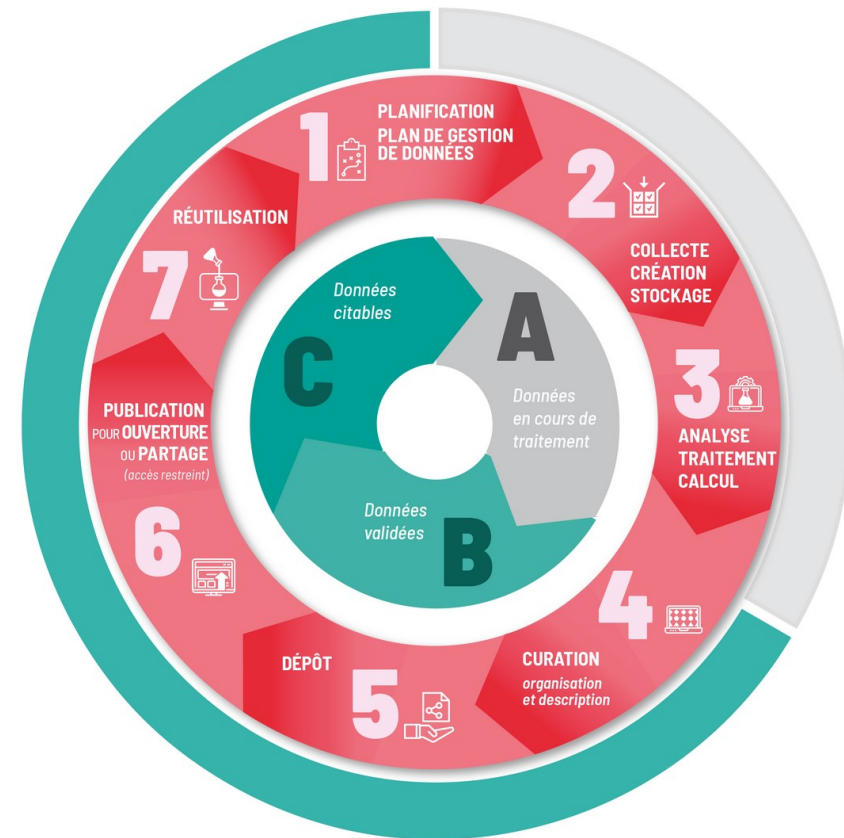 1
PLANIFICATION
PLAN DE GESTION
DE DONNÉES
2
COLLECTE
CRÉATION
STOCKAGE
3
ANALYSE
TRAITEMENT
CALCUL
4
CURATION
organisation
et description
5
DÉPÔT
6
PUBLICATION
POUR OUVERTURE
OU PARTAGE
(accès restreint)
7
RÉUTILISATION
A
Données
en cours de
traitement
B
Données
validées
C
Données
citables